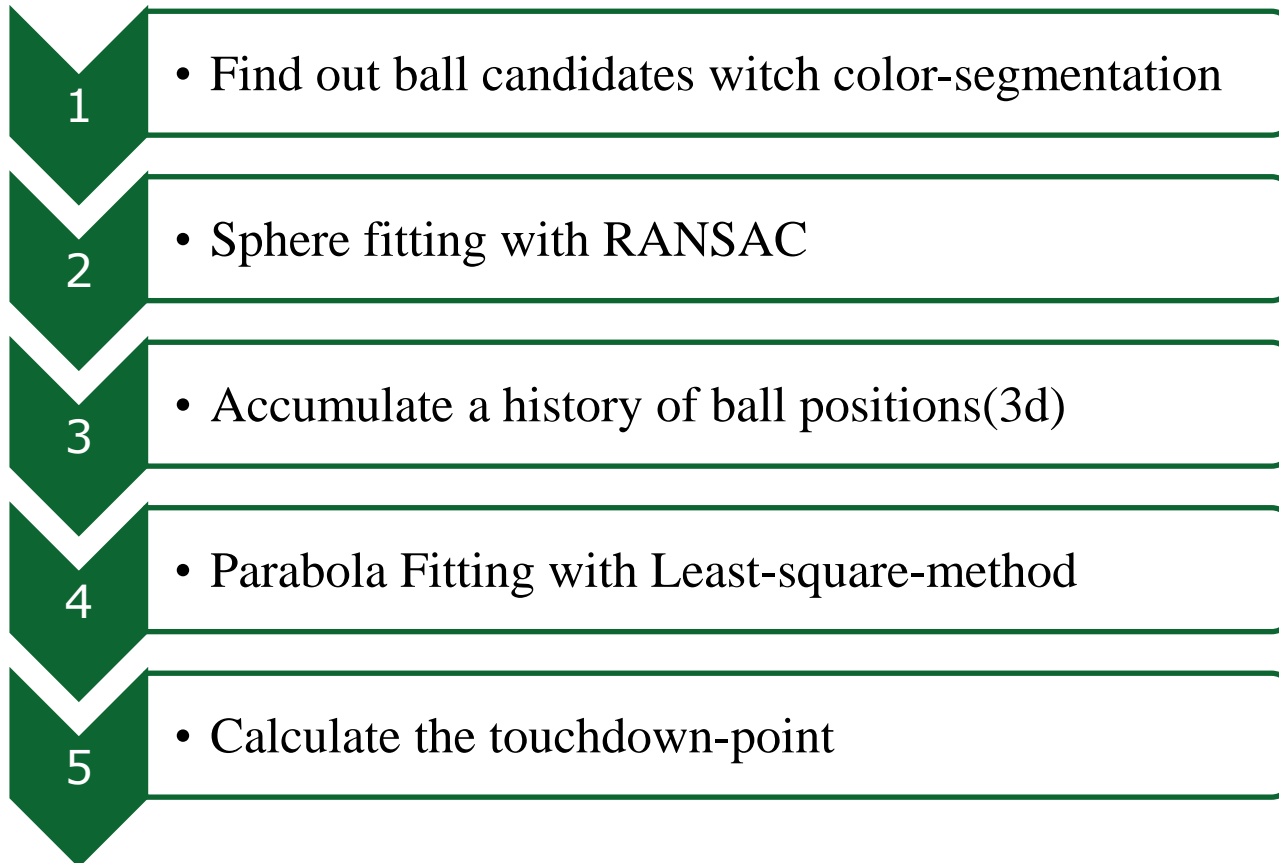 1
• Find out ball candidates witch color-segmentation
2
• Sphere fitting with RANSAC
3
• Accumulate a history of ball positions(3d)
4
• Parabola Fitting with Least-square-method
5
• Calculate the touchdown-point